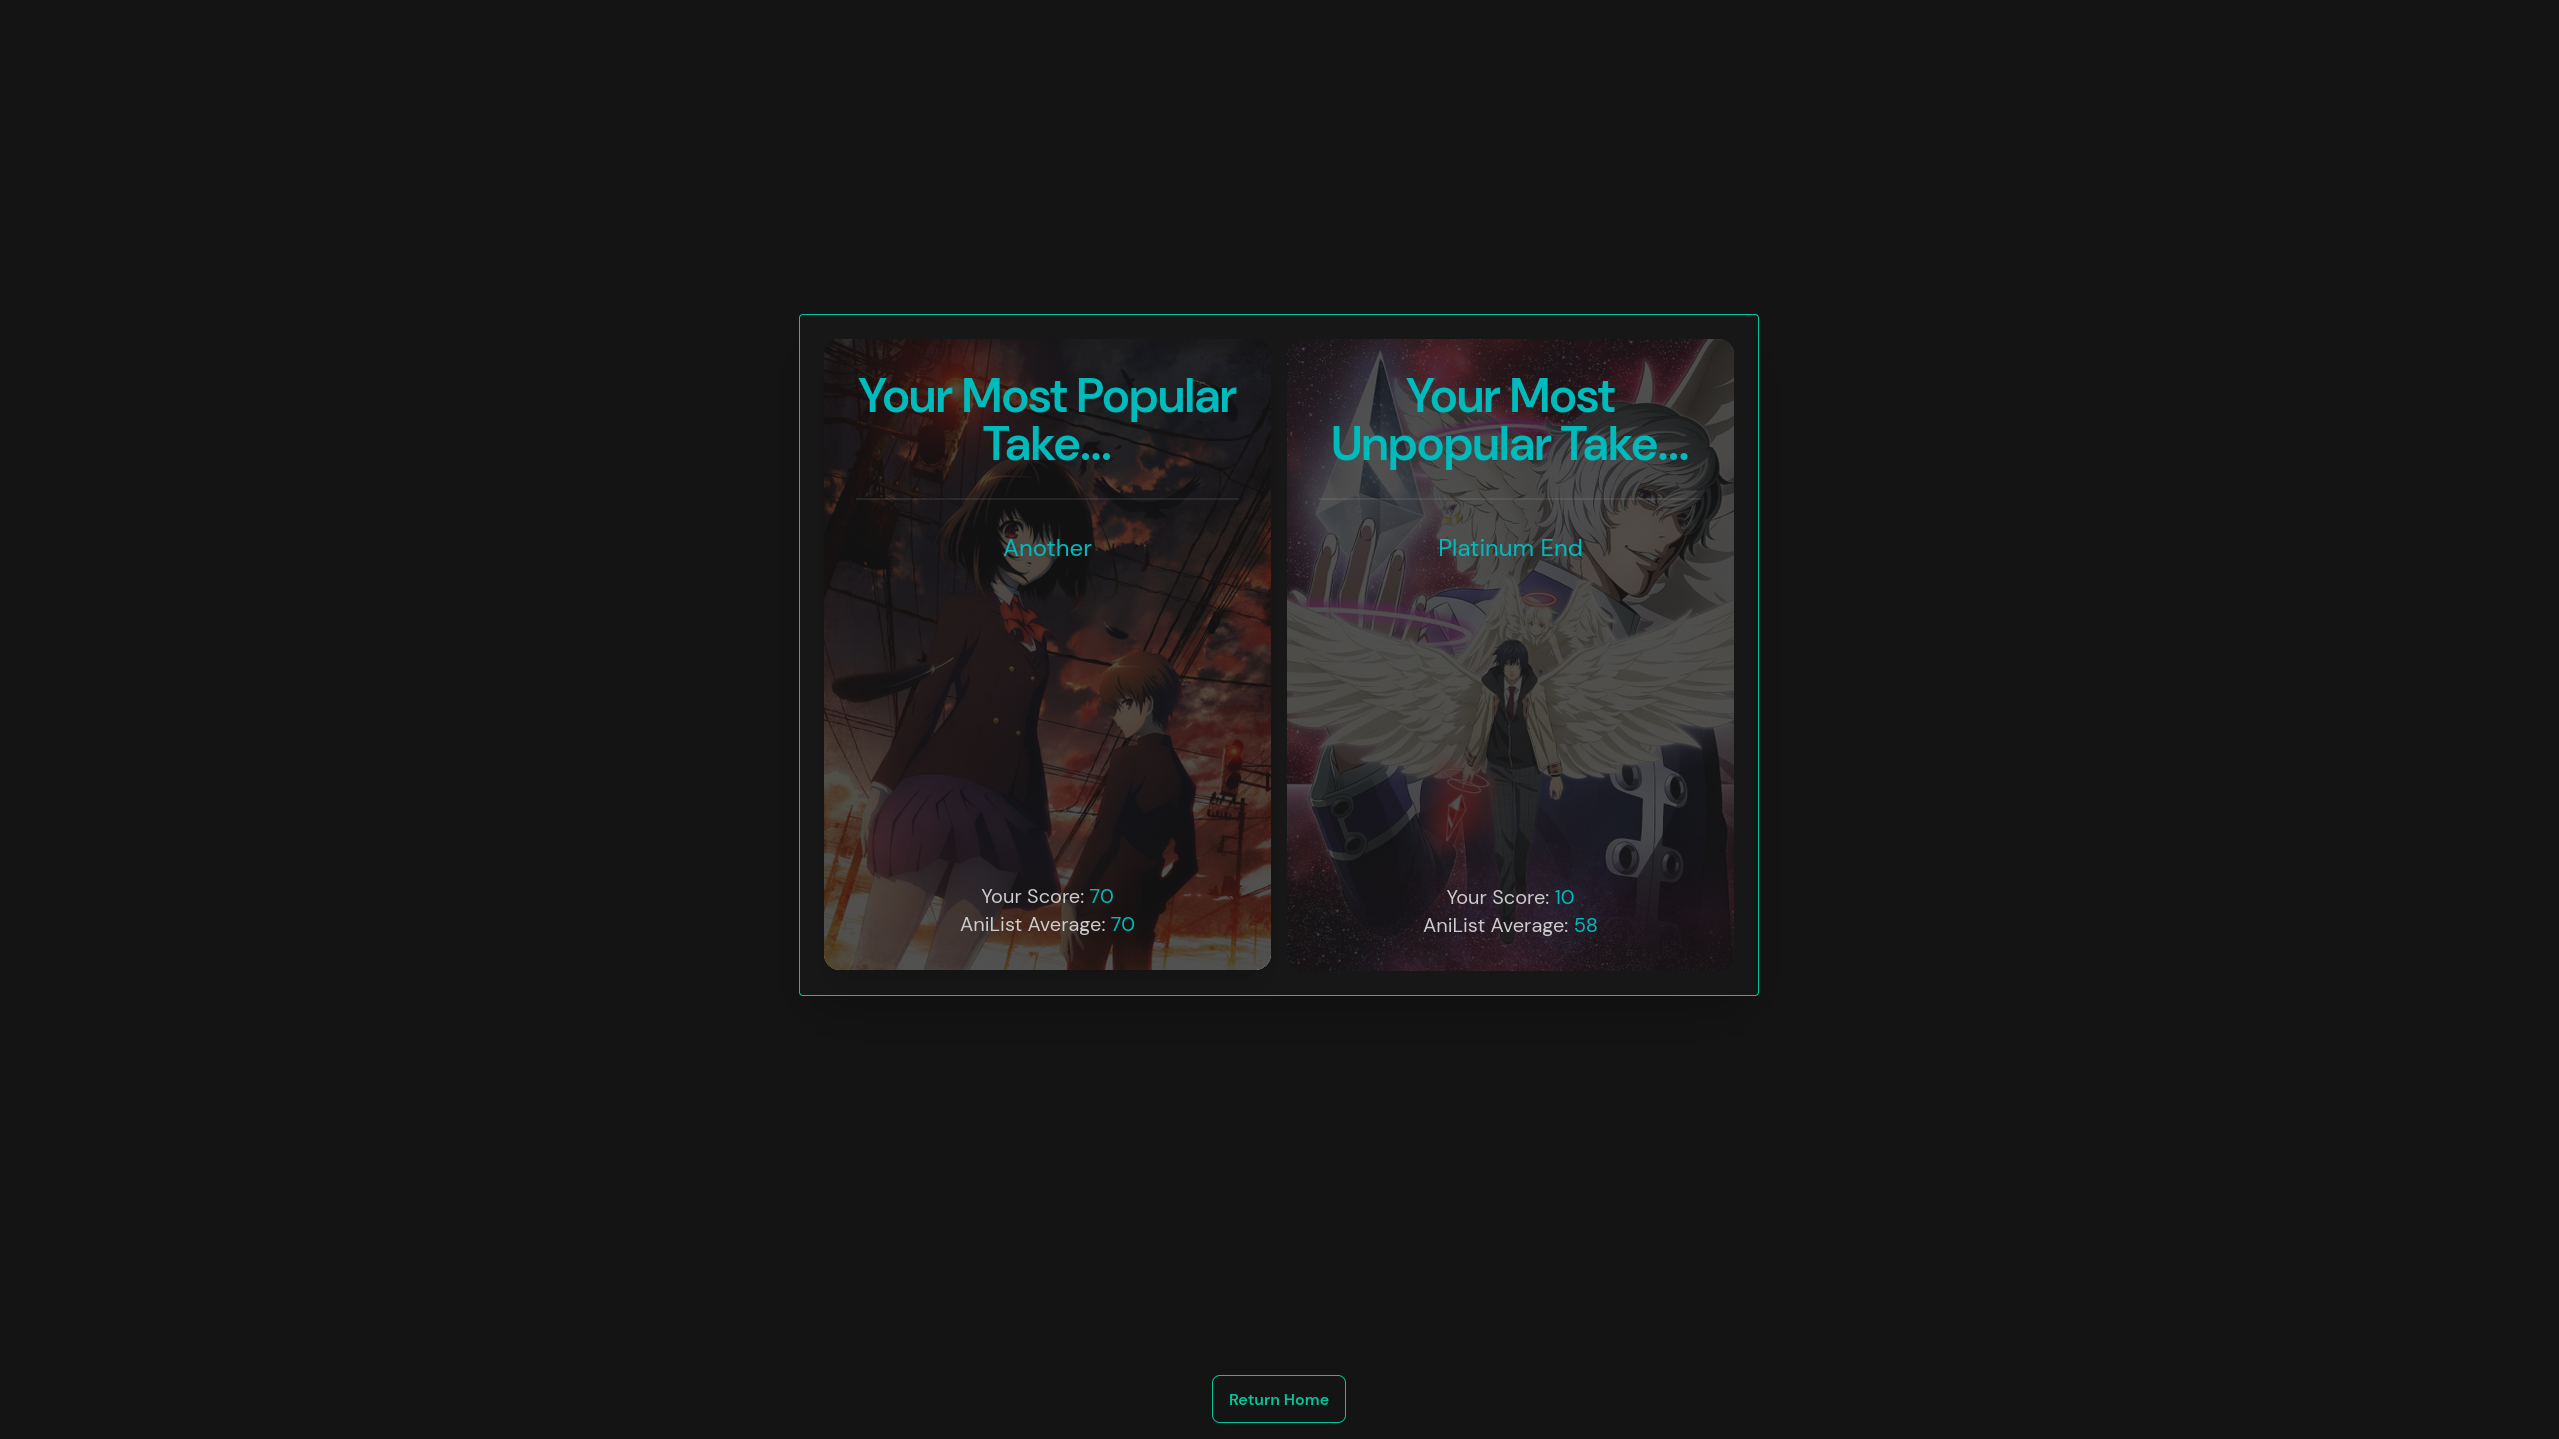 Your Most Popular
Take...
Another
Your Score: 70
AniList Average: 70
Your Most
Unpopular Take...
Platinum End
Your Score: 10
AniList Average: 58
Return Home